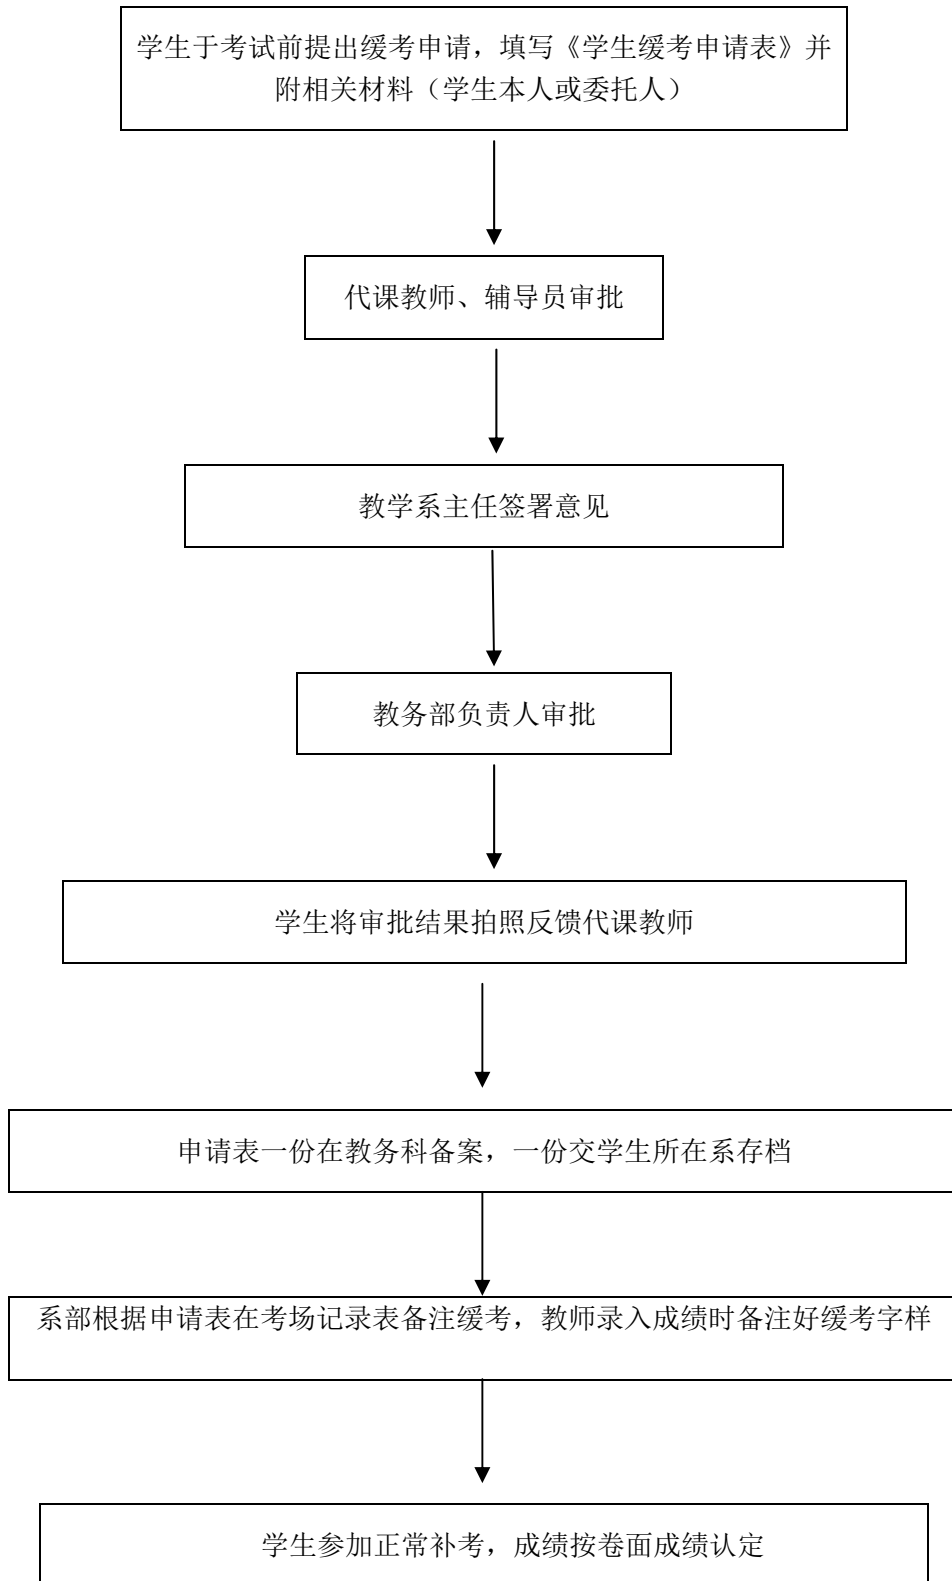 学生于考试前提出缓考申请，填写《学生缓考申请表》并
附相关材料（学生本人或委托人）
代课教师、辅导员审批
教学系主任签署意见
教务部负责人审批
学生将审批结果拍照反馈代课教师
申请表一份在教务科备案，一份交学生所在系存档
系部根据申请表在考场记录表备注缓考，教师录入成绩时备注好缓考字样
学生参加正常补考，成绩按卷面成绩认定